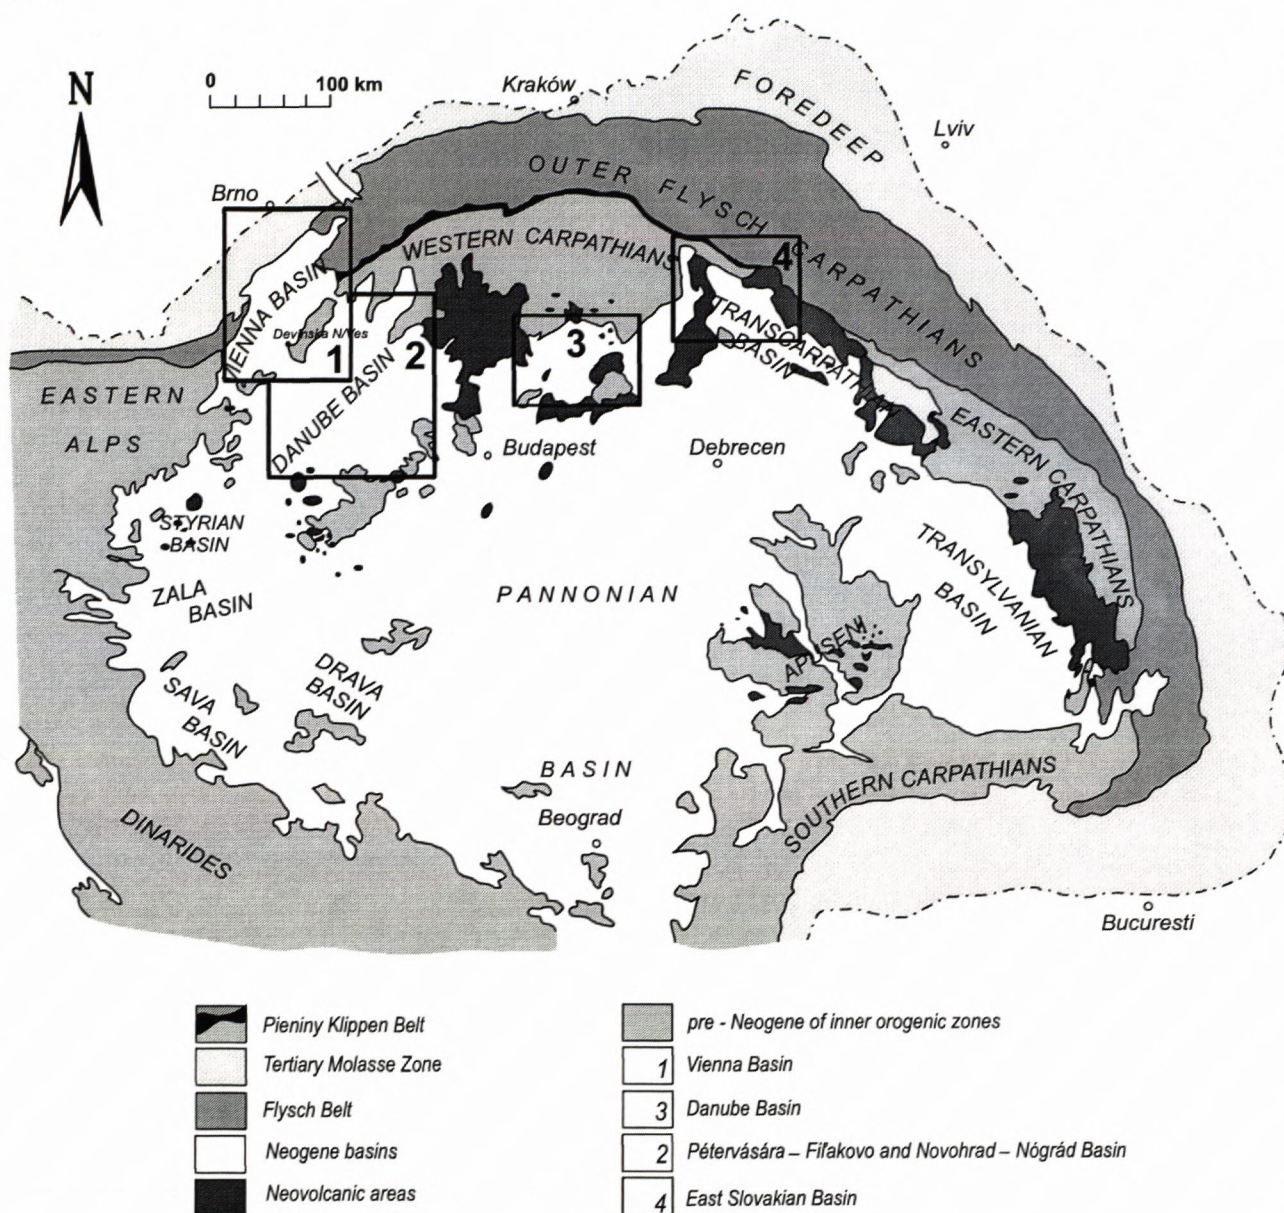 N
0 100 km
Kraków
FOREDEEP
Lviv
Brno
OUTER FLYSCH CARPATHIANS
WESTERN CARPATHIANS
4
VIENNA BASIN
Devínska N/Ves
1
2
3
TRANSCARPATHIAN
BASIN
EASTERN
ALPS
DANUBE BASIN
Budapest
Debrecen
EASTERN CARPATHIANS
STYRIAN
BASIN
TRANSYLVANIAN
BASIN
ZALA
BASIN
PANNONIAN
APUSENI
DRAVA
BASIN
SAVA
BASIN
BASIN
Beograd
SOUTHERN CARPATHIANS
DINARIDES
Bucuresti
Pieniny Klippen Belt
Tertiary Molasse Zone
Flysch Belt
Neogene basins
Neovolcanic areas
pre - Neogene of inner orogenic zones
1 Vienna Basin
3 Danube Basin
2 Pétervására – Fiľakovo and Novohrad – Nógrád Basin
4 East Slovakian Basin